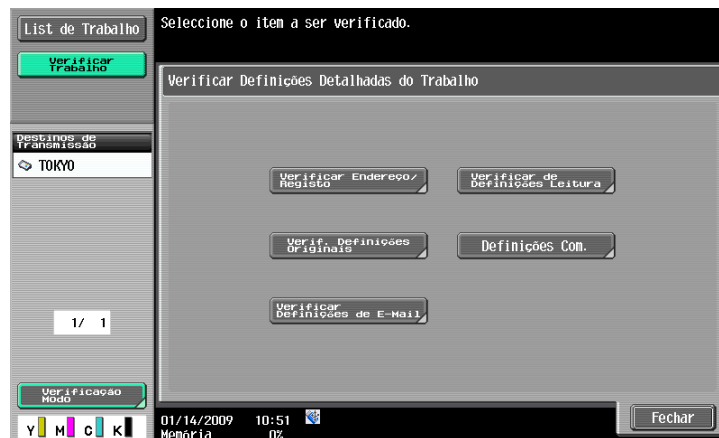 List de Trabalho
Seleccione o item a ser verificado.
Verificar
Trabalho
Verificar Definições Detalhadas do Trabalho
Destinos de
Transmissão
TOKYO
Verificar Endereço/
Registo
Verificar de
Definições Leitura
Verif. Definições
Originais
Definições Com.
Verificar
Definições de E-Mail
1/ 1
Verificação
Modo
Fechar
01/14/2009 10:51
Memória 0%
Y M C K